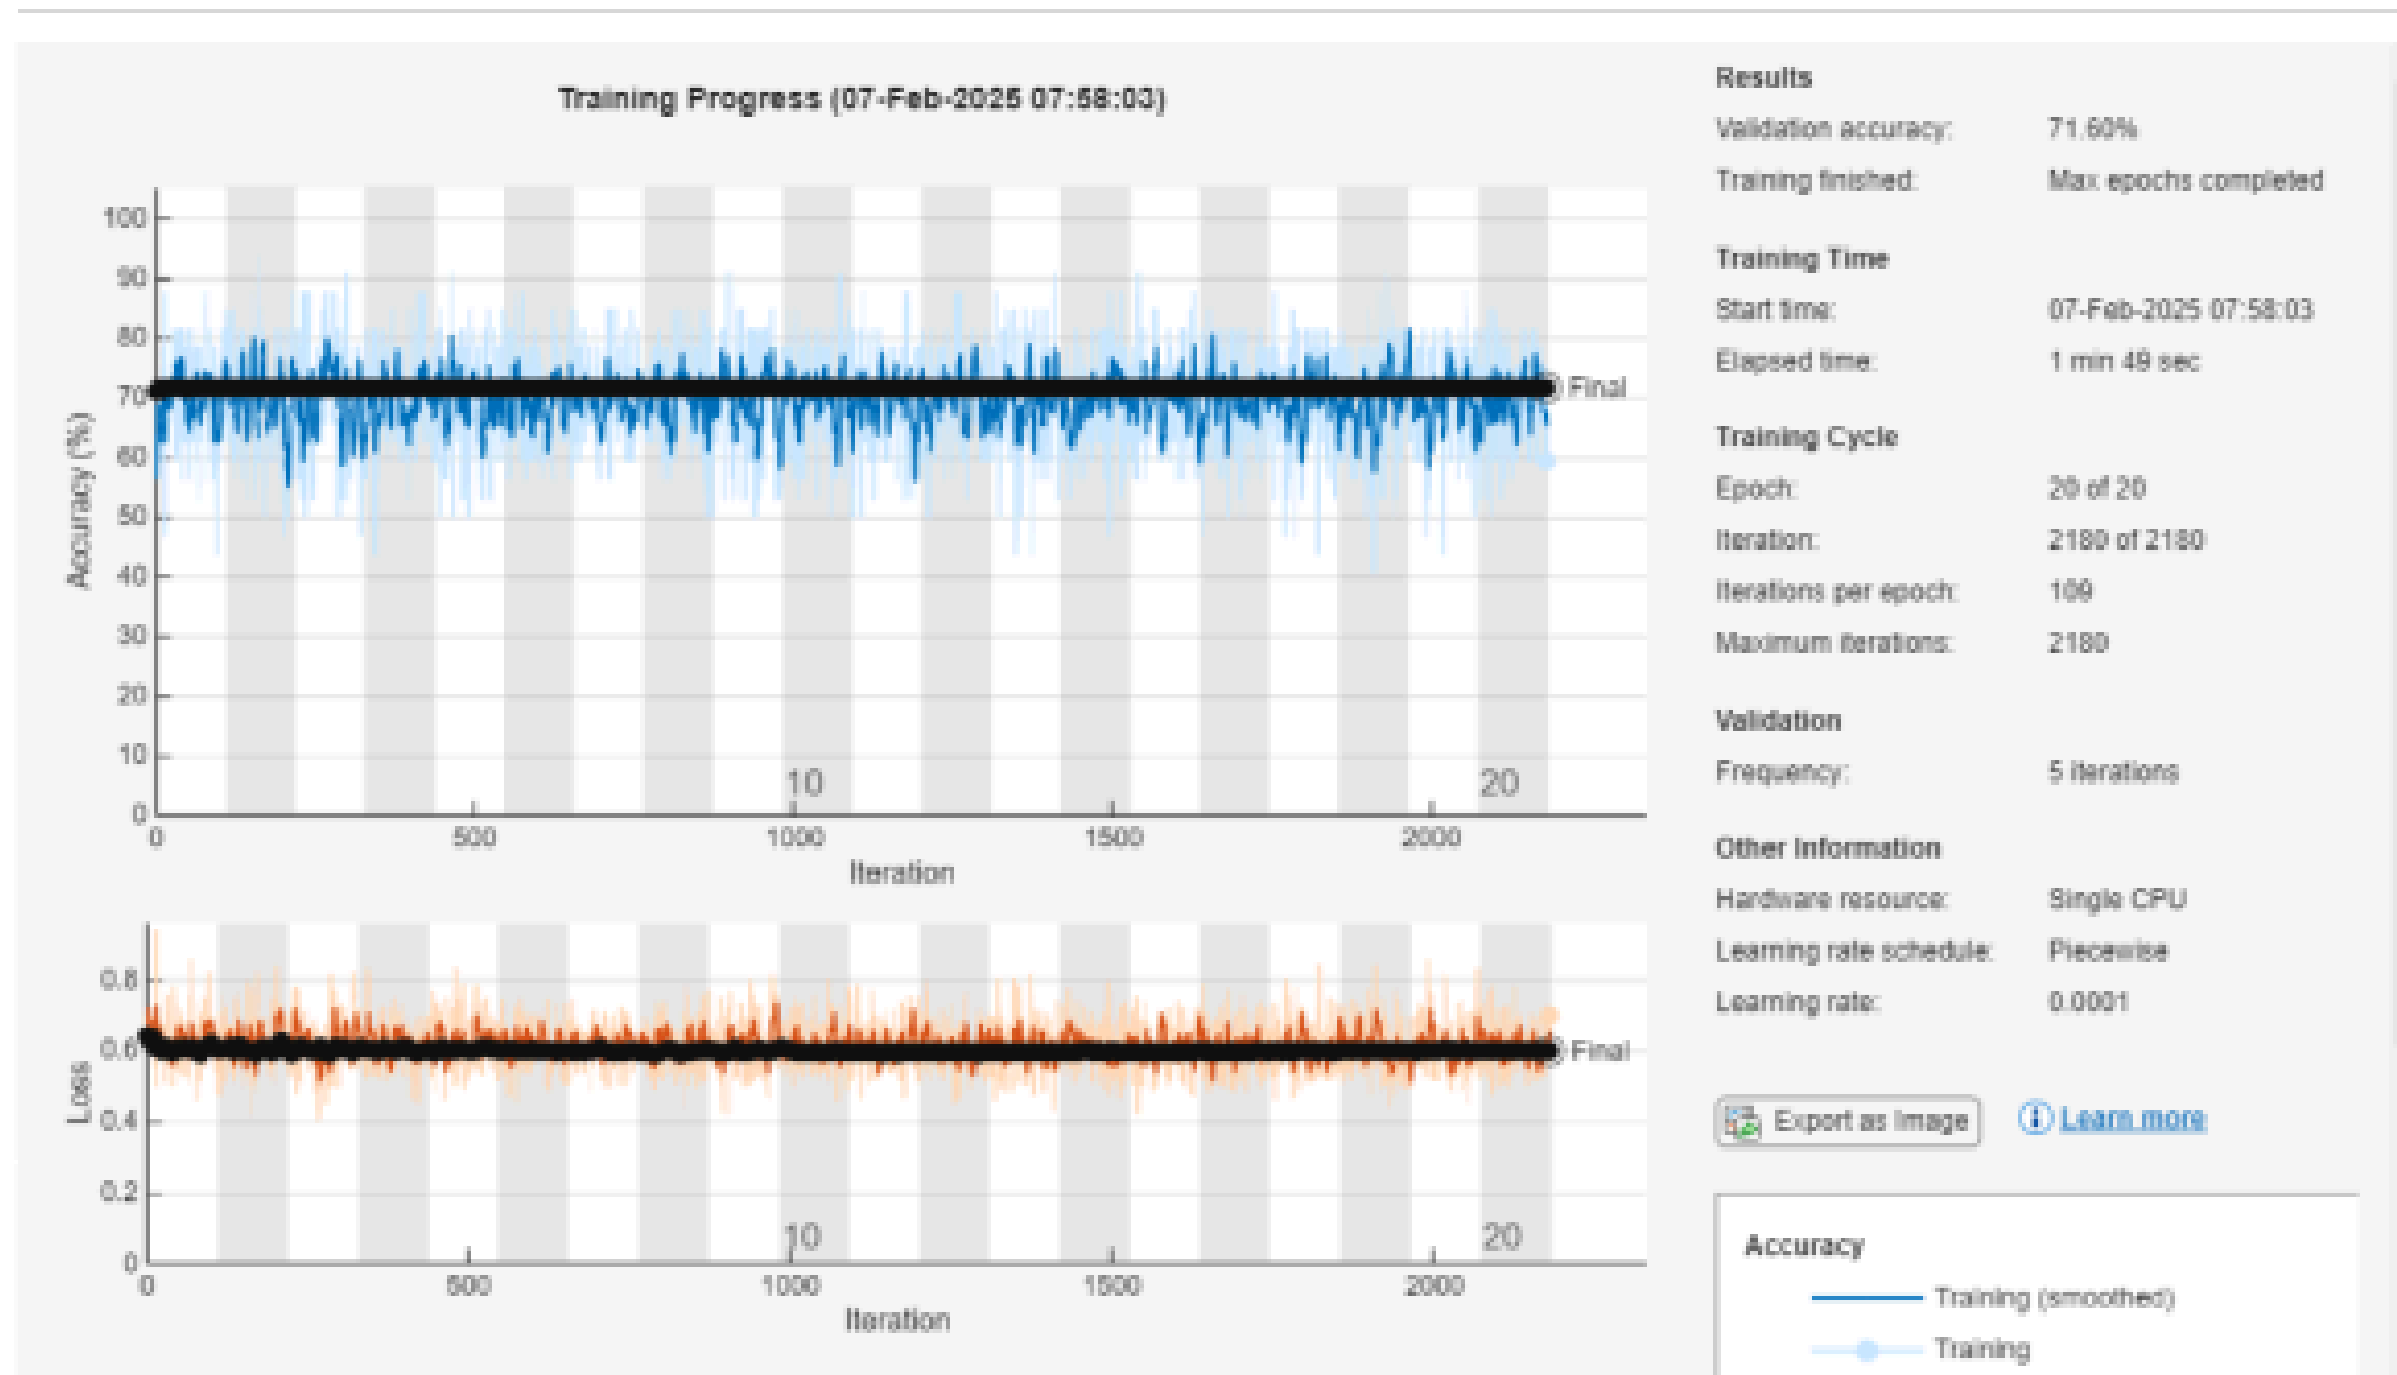 Training Progress (07-Feb-2025 07:58:03)
100
90
80
70
60
50
40
30
20
10
0
Accuracy (%)
Final
10
20
0
500
1000
1500
2000
Iteration
0.8
0.6
0.4
0.2
0
Loss
Final
10
20
0
500
1000
1500
2000
Iteration
Results
Validation accuracy: 71.60%
Training finished: Max epochs completed
Training Time
Start time: 07-Feb-2025 07:58:03
Elapsed time: 1 min 49 sec
Training Cycle
Epoch: 20 of 20
Iteration: 2180 of 2180
Iterations per epoch: 109
Maximum iterations: 2180
Validation
Frequency: 5 iterations
Other Information
Hardware resource: Single CPU
Learning rate schedule: Piecewise
Learning rate: 0.0001
Export as Image
Learn more
Accuracy
Training (smoothed)
Training